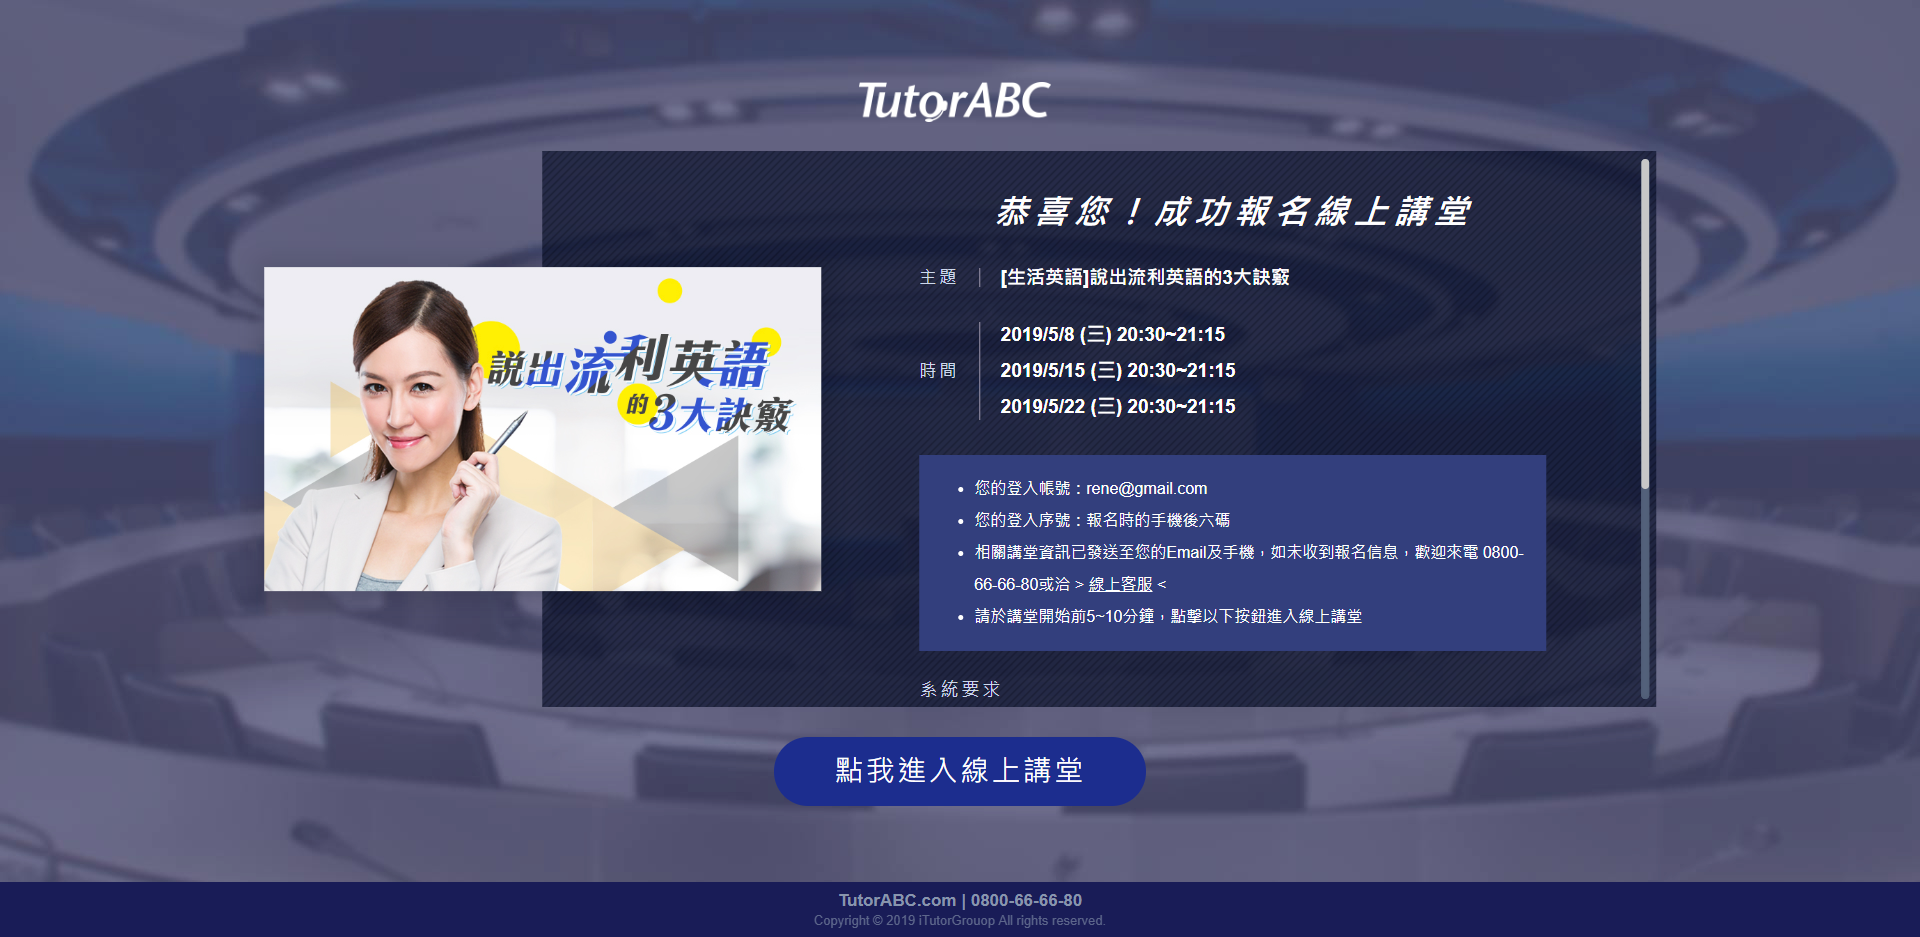 TutorABC
恭喜您！成功報名線上講堂
主題
[生活英語]說出流利英語的3大訣竅
時間
2019/5/8 (三) 20:30~21:15
2019/5/15 (三) 20:30~21:15
2019/5/22 (三) 20:30~21:15
說出流利英語
的3大訣竅
您的登入帳號：rene@gmail.com
您的登入序號：報名時的手機後六碼
相關講堂資訊已發送至您的Email及手機，如未收到報名信息，歡迎來電 0800-
66-66-80或洽 > 線上客服 <
請於講堂開始前5~10分鐘，點擊以下按鈕進入線上講堂
系統要求
點我進入線上講堂
TutorABC.com | 0800-66-66-80
Copyright © 2019 iTutorGrouop All rights reserved.